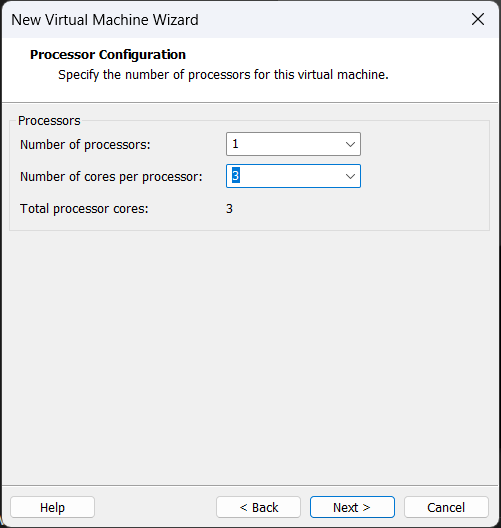 New Virtual Machine Wizard
Processor Configuration
Specify the number of processors for this virtual machine.
Processors
Number of processors: 1
Number of cores per processor: 3
Total processor cores: 3
Help < Back Next > Cancel